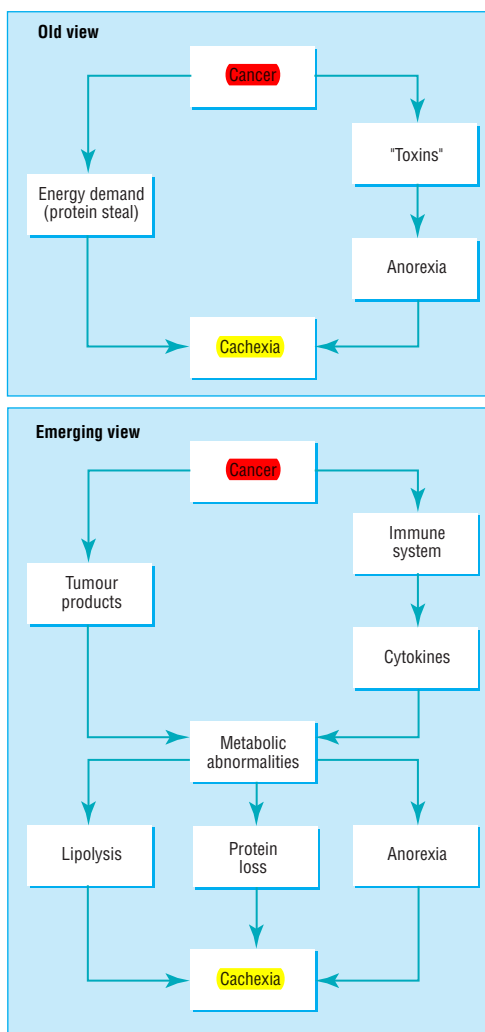 Old view
Cancer
"Toxins"
Energy demand
(protein steal)
Anorexia
Cachexia
Emerging view
Cancer
Immune
system
Tumour
products
Cytokines
Metabolic
abnormalities
Lipolysis
Protein
loss
Anorexia
Cachexia